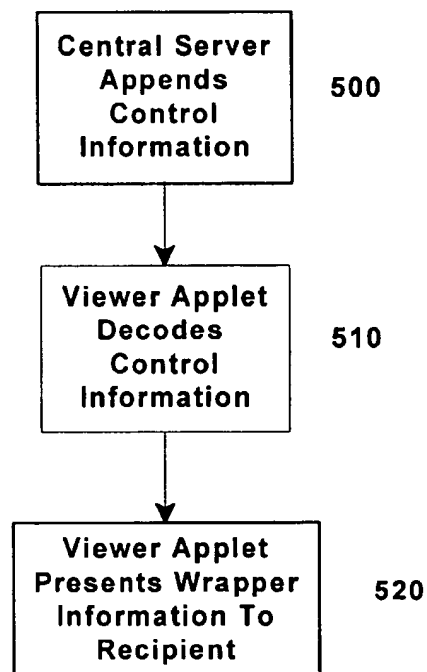 Central Server
Appends
Control
Information
500
Viewer Applet
Decodes
Control
Information
510
Viewer Applet
Presents Wrapper
Information To
Recipient
520